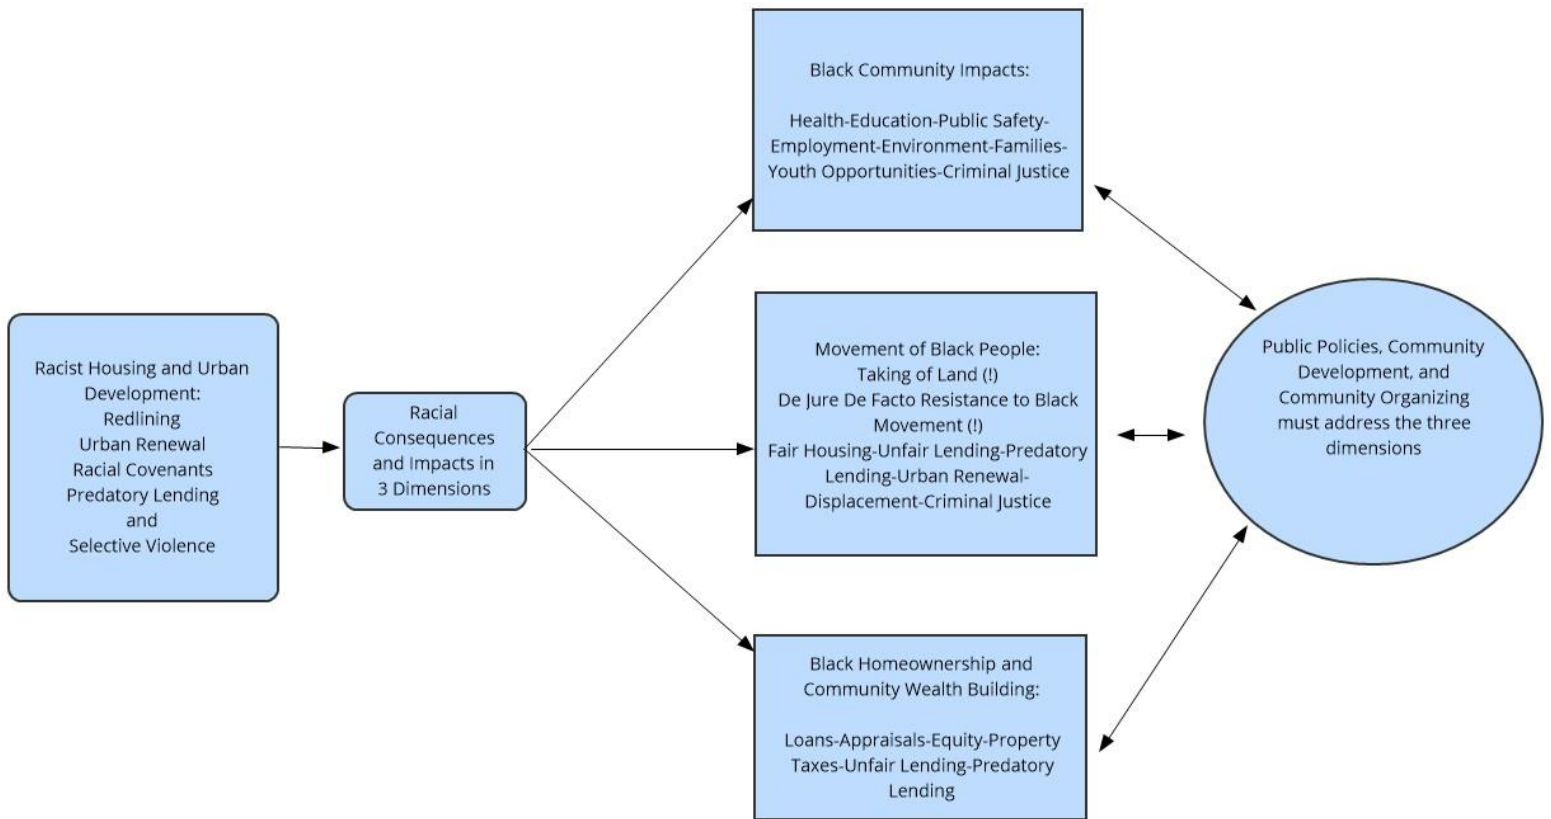 Racist Housing and Urban
Development:
Redlining
Urban Renewal
Racial Covenants
Predatory Lending
and
Selective Violence
Racial
Consequences
and Impacts in
3 Dimensions
Black Community Impacts:
Health-Education-Public Safety-
Employment-Environment-Families-
Youth Opportunities-Criminal Justice
Movement of Black People:
Taking of Land (!)
De Jure De Facto Resistance to Black
Movement (!)
Fair Housing-Unfair Lending-Predatory
Lending-Urban Renewal-
Displacement-Criminal Justice
Black Homeownership and
Community Wealth Building:
Loans-Appraisals-Equity-Property
Taxes-Unfair Lending-Predatory
Lending
Public Policies, Community
Development, and
Community Organizing
must address the three
dimensions